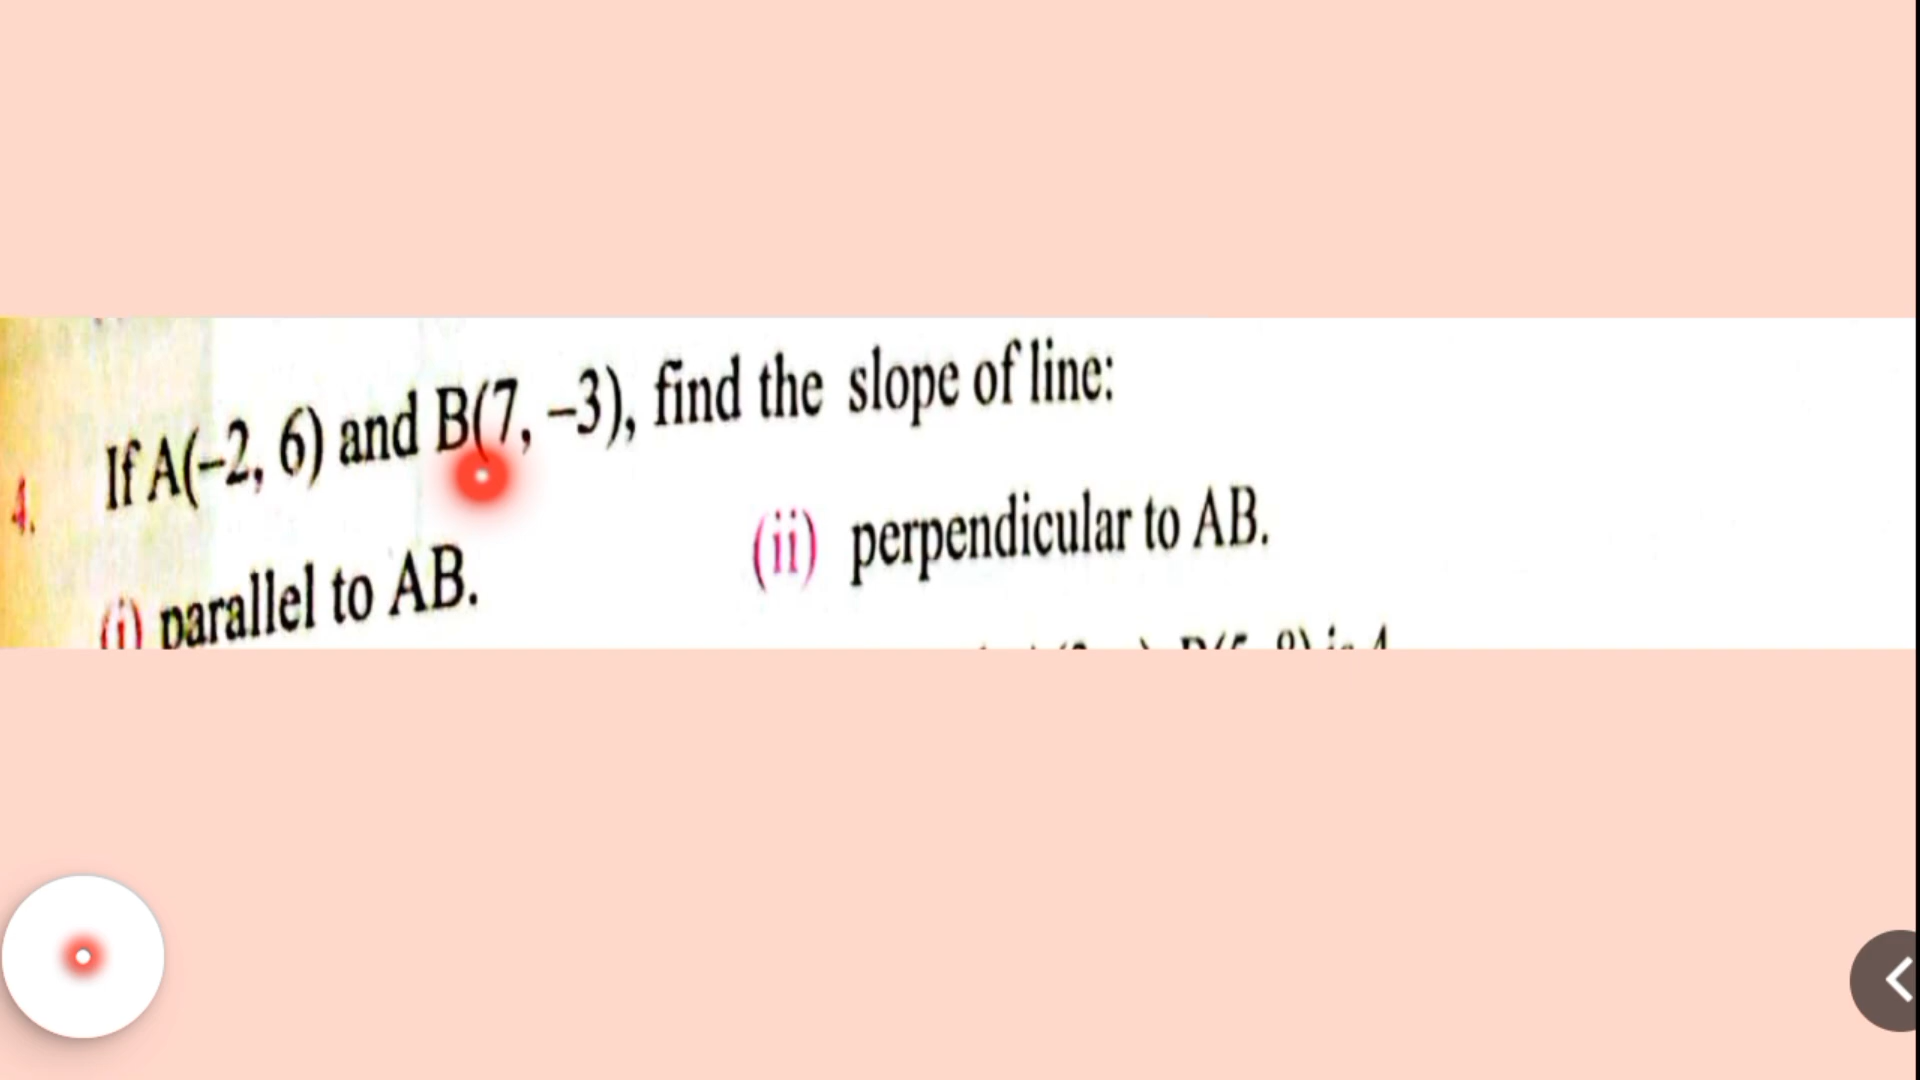 4. If A(–2, 6) and B(7, –3), find the slope of line:
(i) parallel to AB. (ii) perpendicular to AB.